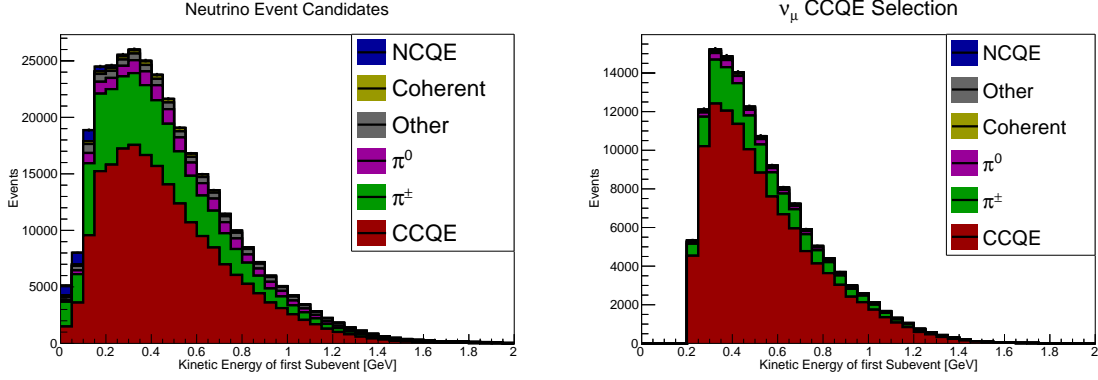 Neutrino Event Candidates
Events
25000
20000
15000
10000
5000
0
NCQE
Coherent
Other
π⁰
π±
CCQE
0 0.2 0.4 0.6 0.8 1 1.2 1.4 1.6 1.8 2
Kinetic Energy of first Subevent [GeV]
νμ CCQE Selection
Events
14000
12000
10000
8000
6000
4000
2000
0
NCQE
Other
Coherent
π⁰
π±
CCQE
0 0.2 0.4 0.6 0.8 1 1.2 1.4 1.6 1.8 2
Kinetic Energy of first Subevent [GeV]